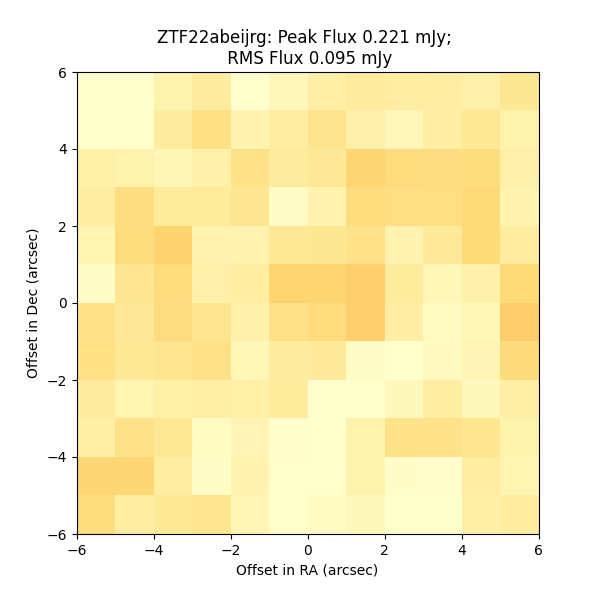 ZTF22abeijrg: Peak Flux 0.221 mJy;
RMS Flux 0.095 mJy
6
4
2
0
−2
−4
−6
Offset in Dec (arcsec)
−6 −4 −2 0 2 4 6
Offset in RA (arcsec)